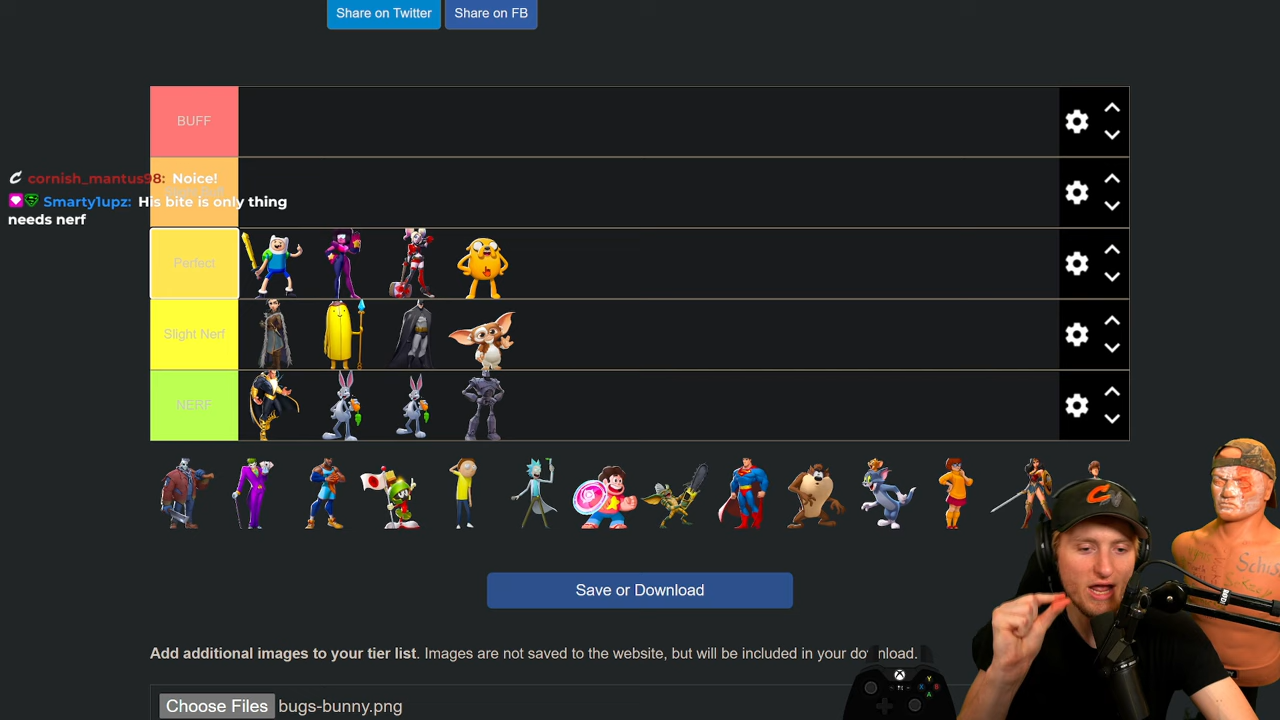 Share on Twitter
Share on FB
BUFF
cornish_mantus98: Noice!
Smarty1upz: His bite is only thing
needs nerf
Perfect
Slight Nerf
NERF
Save or Download
Add additional images to your tier list. Images are not saved to the website, but will be included in your do
nload.
Choose Files bugs-bunny.png